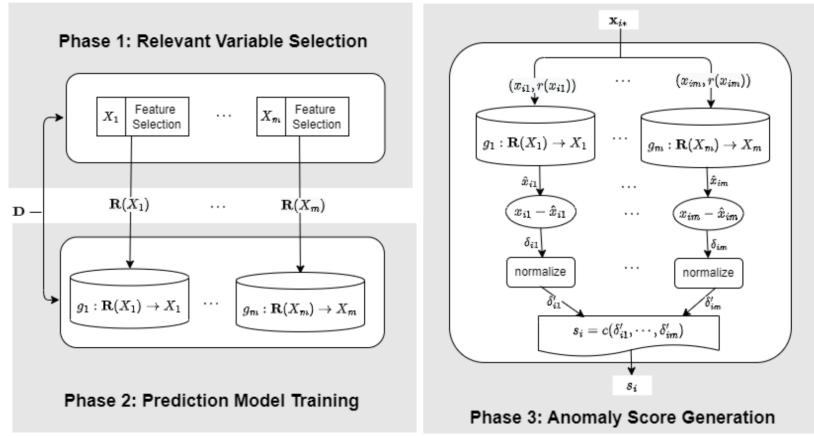 Phase 1: Relevant Variable Selection
X₁ Feature Selection ⋯ Xₘ Feature Selection
D
R(X₁) ⋯ R(Xₘ)
g₁ : R(X₁) → X₁ ⋯ gₘ : R(Xₘ) → Xₘ
Phase 2: Prediction Model Training
xᵢ*
(xᵢ₁, r(xᵢ₁)) ⋯ (xᵢₘ, r(xᵢₘ))
g₁ : R(X₁) → X₁ ⋯ gₘ : R(Xₘ) → Xₘ
x̂ᵢ₁ ⋯ x̂ᵢₘ
xᵢ₁ − x̂ᵢ₁ ⋯ xᵢₘ − x̂ᵢₘ
δᵢ₁ δᵢₘ
normalize ⋯ normalize
δ′ᵢ₁ δ′ᵢₘ
sᵢ = c(δ′ᵢ₁, ⋯, δ′ᵢₘ)
sᵢ
Phase 3: Anomaly Score Generation